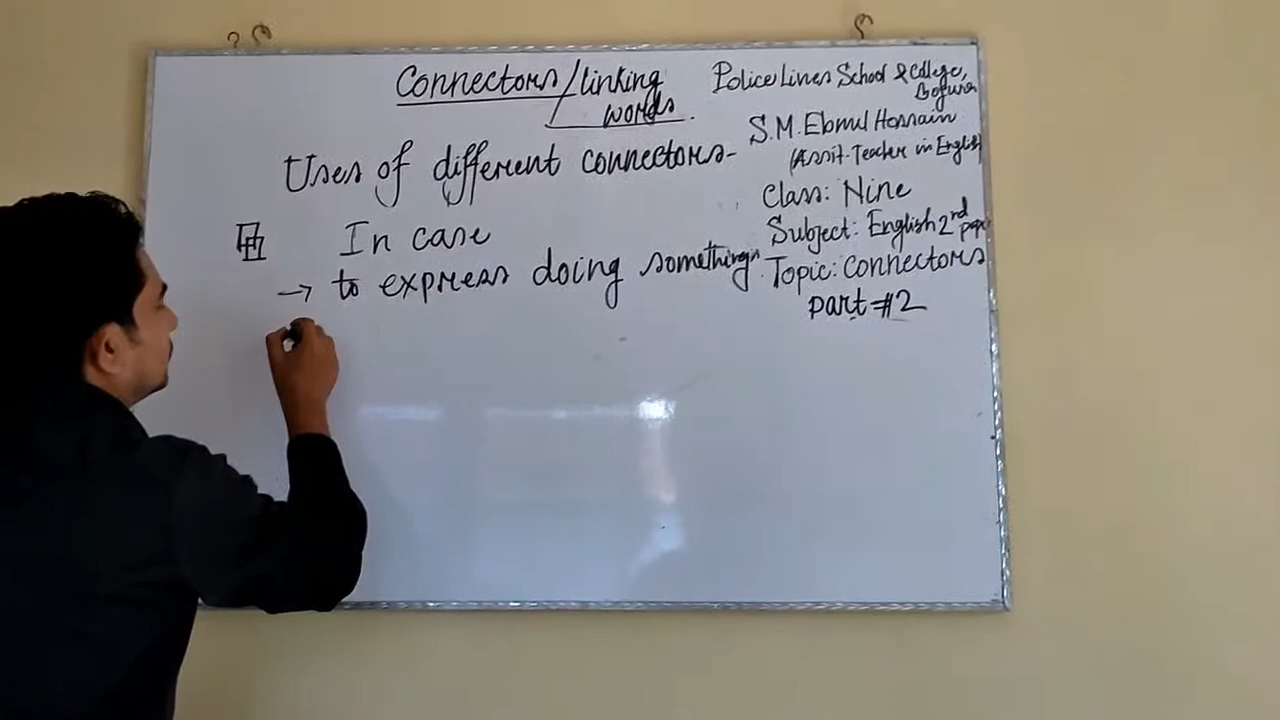 Connectors/linking
words.
Uses of different connectors-
In case
→ to express doing something.
Police Lines School & College,
Bogura
S.M. Ebnul Hossain
(Assit. Teacher in English)
Class: Nine
Subject: English 2nd paper
Topic: Connectors
part #2